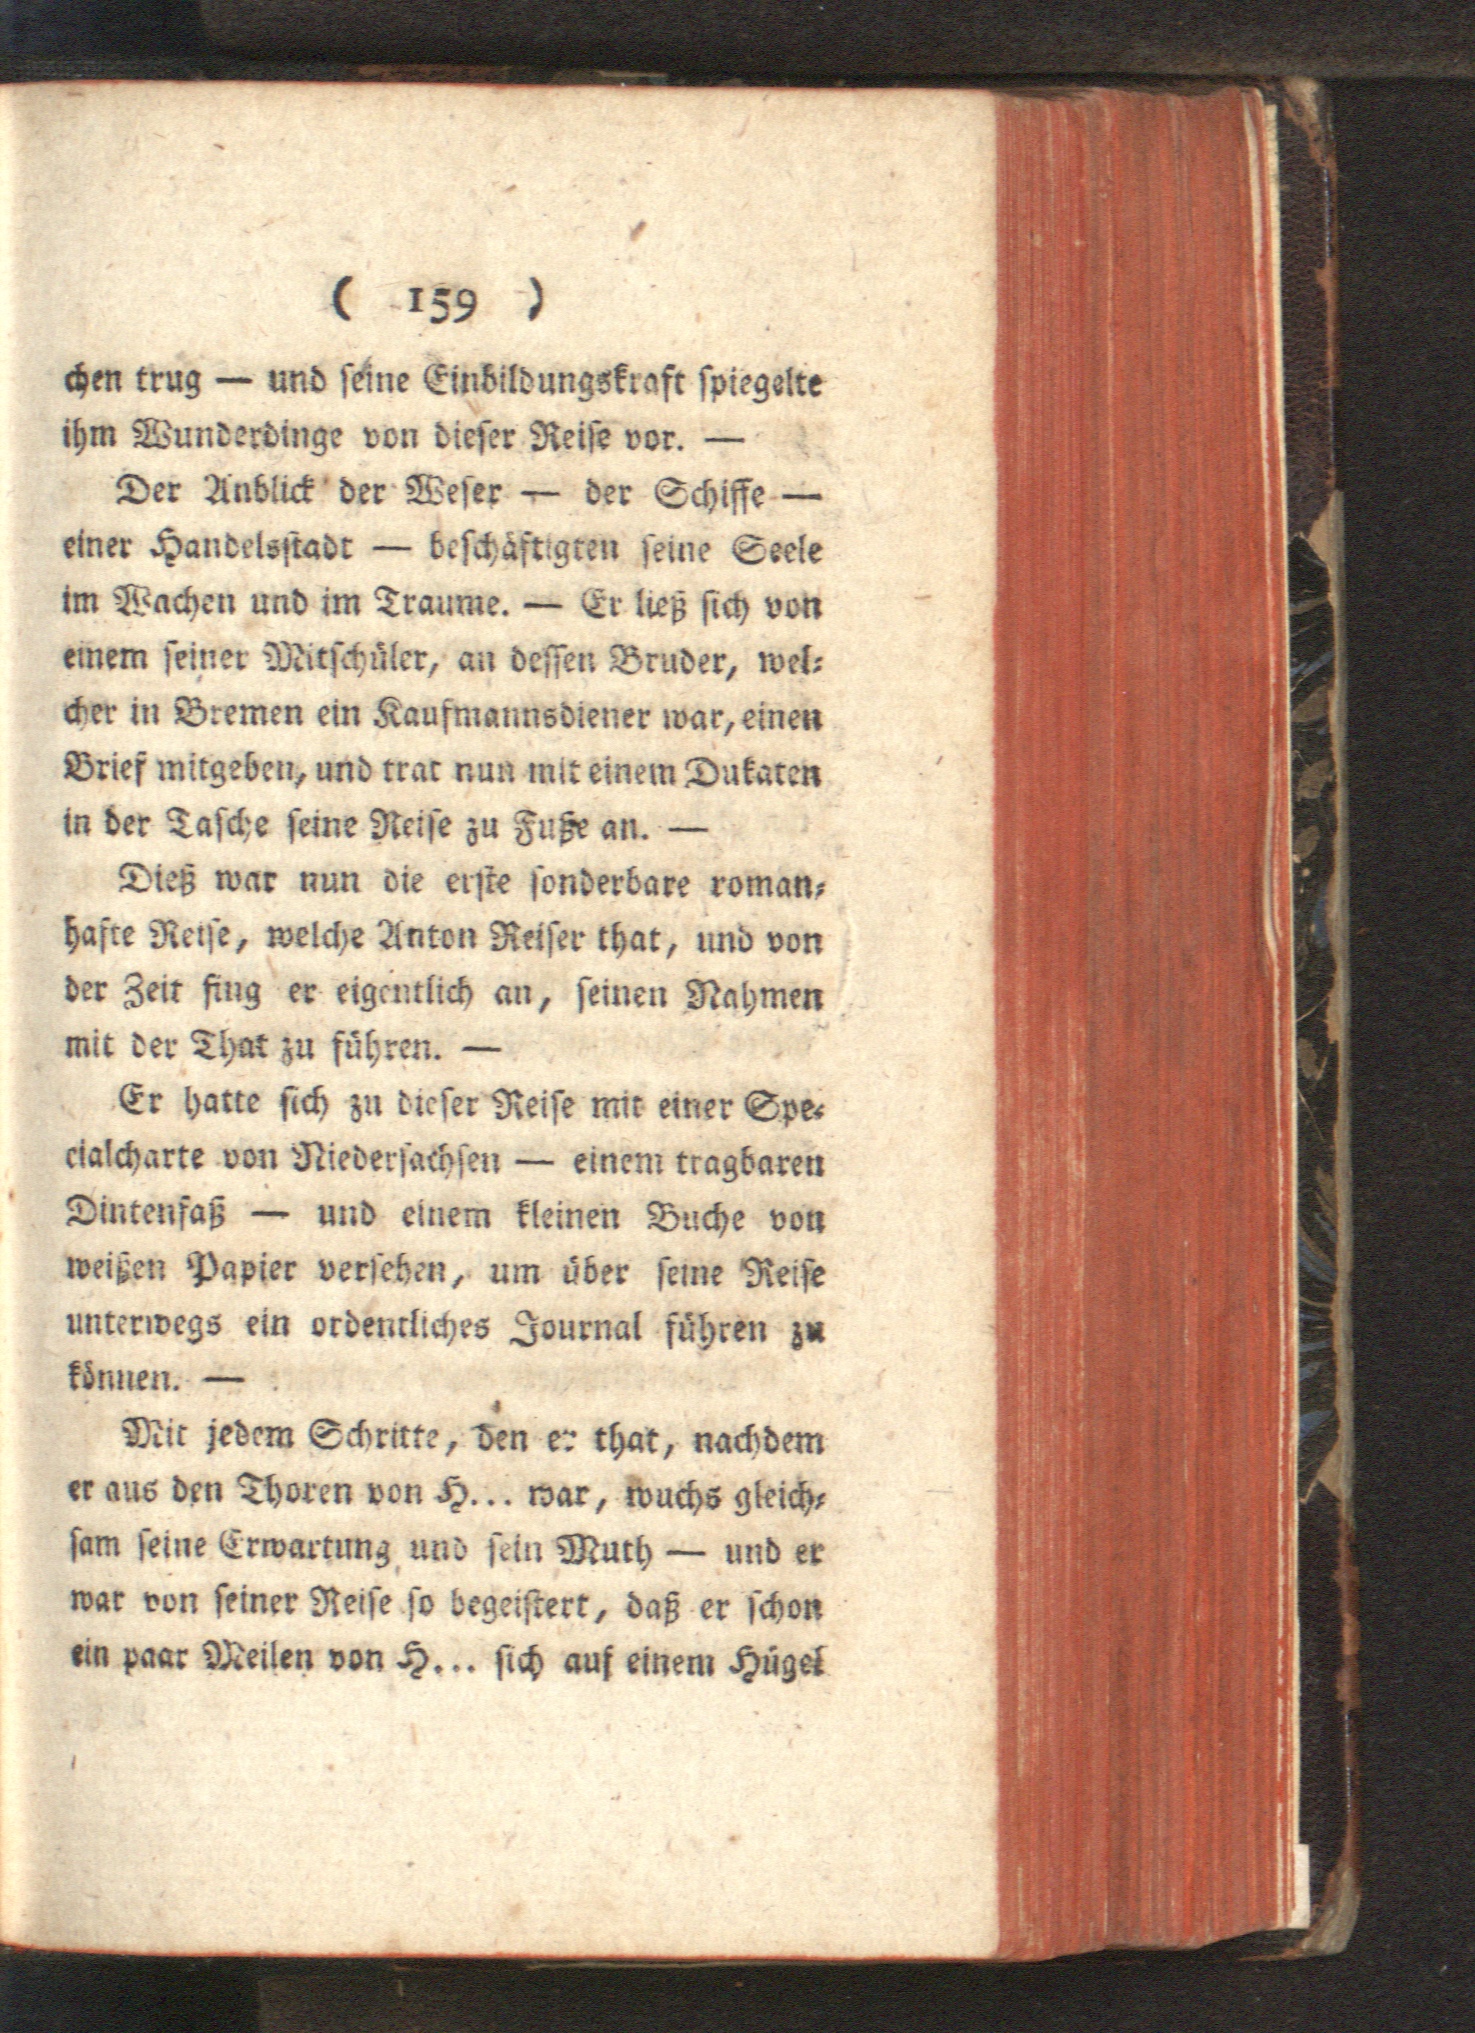 ( 159 )
chen trug — und ſeine Einbildungskraft ſpiegelte
ihm Wunderdinge von dieſer Reiſe vor. —
Der Anblick der Weſer — der Schiffe —
einer Handelsſtadt — beſchäftigten ſeine Seele
im Wachen und im Traume. — Er ließ ſich von
einem ſeiner Mitſchüler, an deſſen Bruder, wel⸗
cher in Bremen ein Kaufmannsdiener war, einen
Brief mitgeben, und trat nun mit einem Dukaten
in der Taſche ſeine Reiſe zu Fuße an. —
Dieß war nun die erſte ſonderbare roman⸗
hafte Reiſe, welche Anton Reiſer that, und von
der Zeit fing er eigentlich an, ſeinen Nahmen
mit der That zu führen. —
Er hatte ſich zu dieſer Reiſe mit einer Spe⸗
cialcharte von Niederſachſen — einem tragbaren
Dintenfaß — und einem kleinen Buche von
weißen Papier verſehen, um über ſeine Reiſe
unterwegs ein ordentliches Journal führen zu
können. —
Mit jedem Schritte, den er that, nachdem
er aus den Thoren von H... war, wuchs gleich⸗
ſam ſeine Erwartung und ſein Muth — und er
war von ſeiner Reiſe ſo begeiſtert, daß er ſchon
ein paar Meilen von H... ſich auf einem Hügel